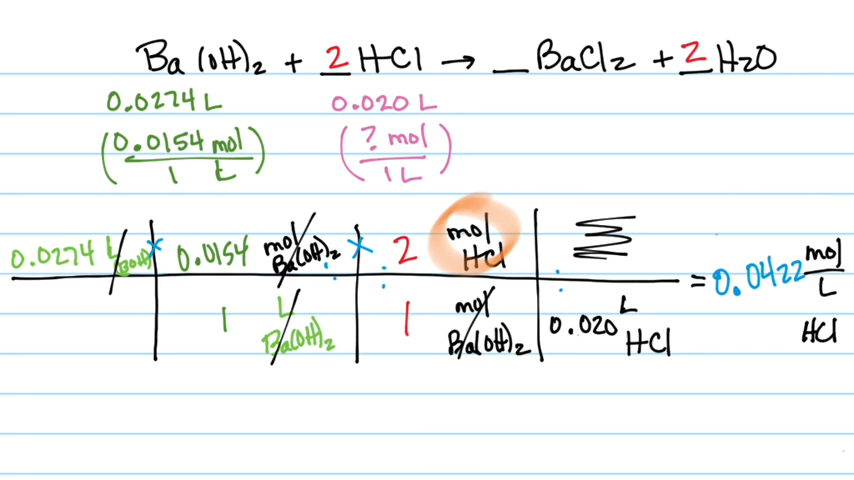 Ba(OH)2 + 2 HCl → __ BaCl2 + 2 H2O
0.0274 L 0.020 L
(0.0154 mol / 1 L) (? mol / 1 L)
0.0274 L Ba(OH)2 × 0.0154 mol Ba(OH)2 × 2 mol HCl = 0.0422 mol/L HCl
÷ ÷ ÷
1 L Ba(OH)2 1 mol Ba(OH)2 0.020 L HCl